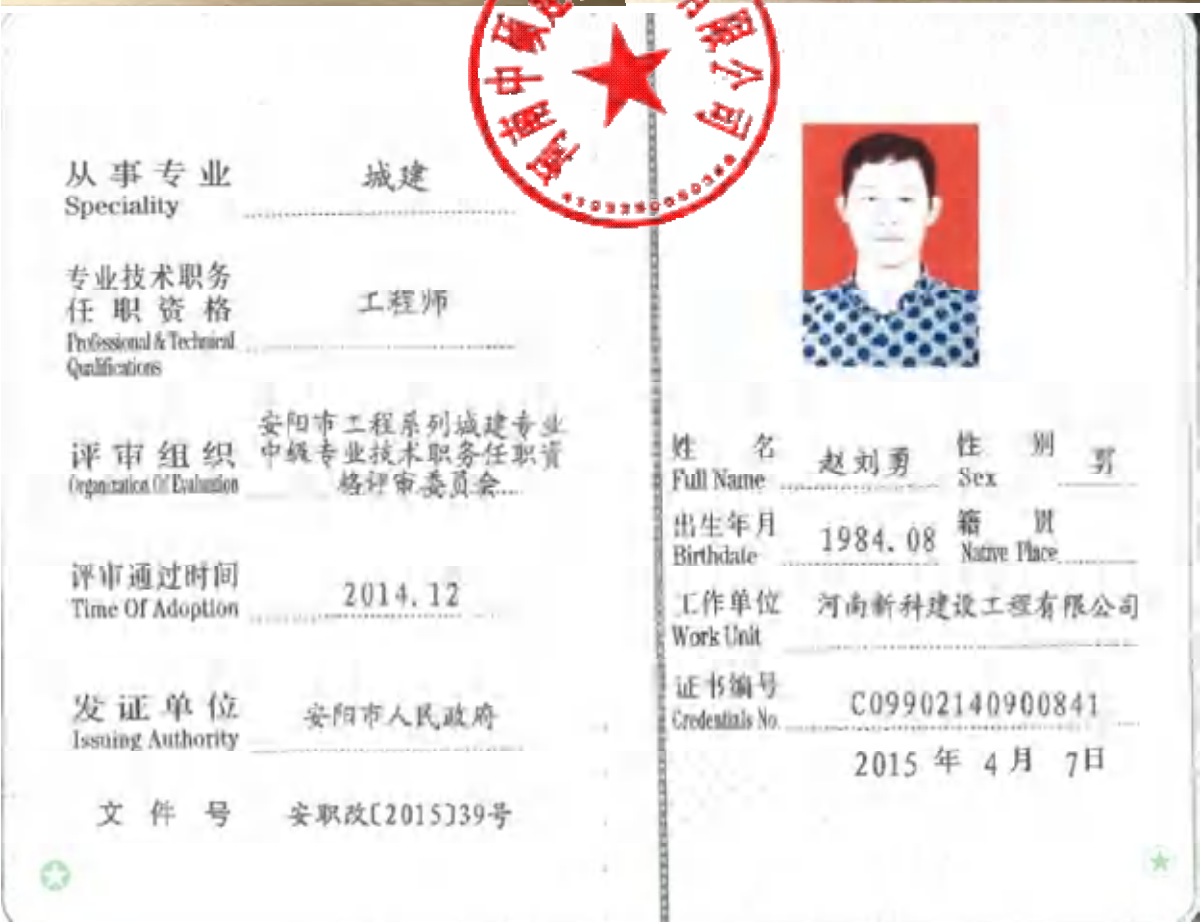 从事专业 城建
Speciality
专业技术职务
任职资格 工程师
Professional & Technical
Qualifications
安阳市工程系列城建专业
评审组织 中级专业技术职务任职资
Organization Of Evaluation 格评审委员会
评审通过时间 2014.12
Time Of Adoption
发证单位 安阳市人民政府
Issuing Authority
文件号 安职改[2015]39号
河南中 限公司
姓名 赵刘勇 性别 男
Full Name Sex
出生年月 1984.08 籍贯
Birthdate Native Place
工作单位 河南新科建设工程有限公司
Work Unit
证书编号 C09902140900841
Credentials No.
2015年4月7日